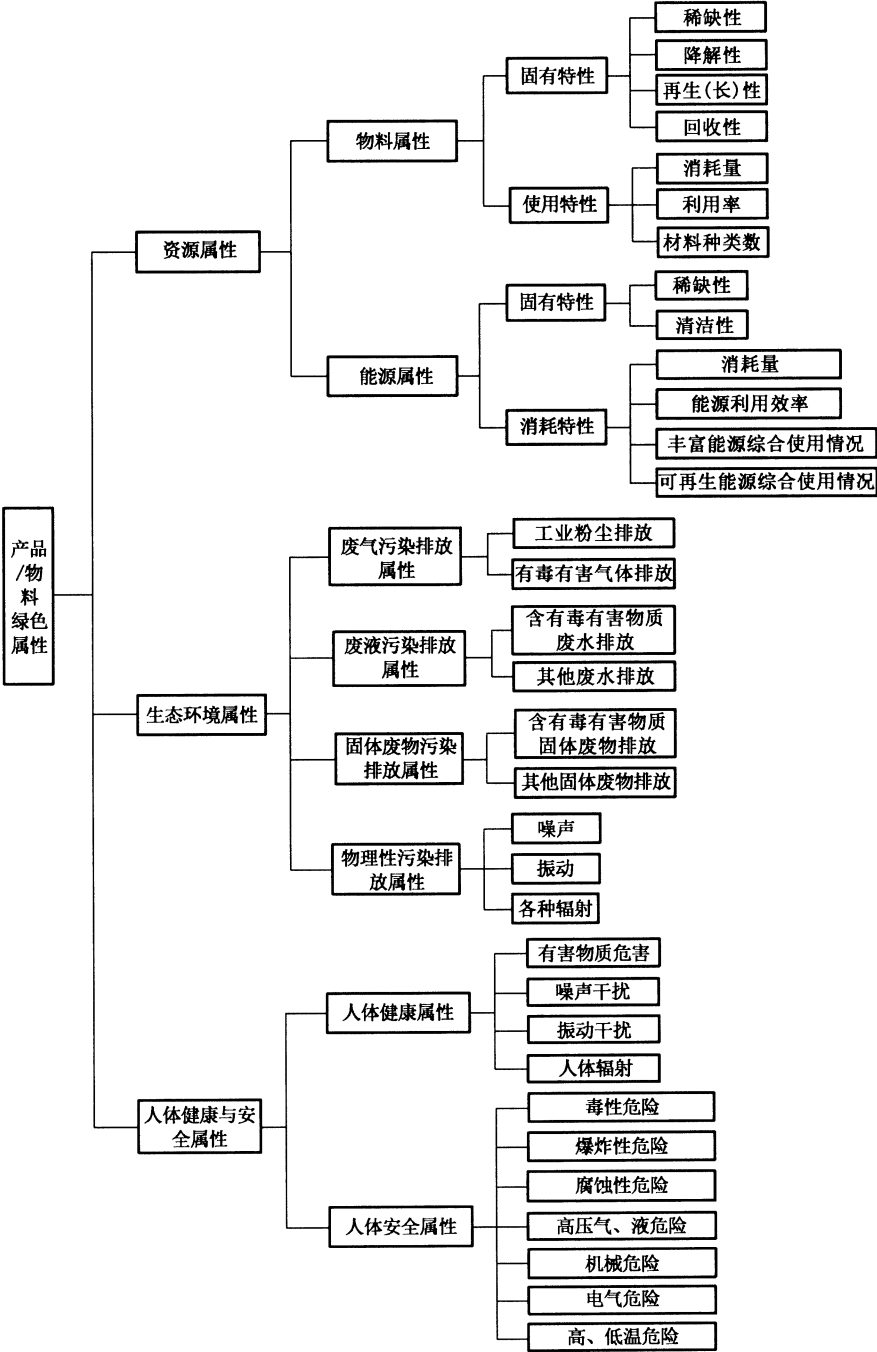 稀缺性
降解性
固有特性
再生(长)性
回收性
物料属性
消耗量
使用特性
利用率
材料种类数
资源属性
稀缺性
固有特性
清洁性
能源属性
消耗量
能源利用效率
消耗特性
丰富能源综合使用情况
可再生能源综合使用情况
产品
/物
料
绿色
属性
废气污染排放
属性
工业粉尘排放
有毒有害气体排放
废液污染排放
属性
含有毒有害物质
废水排放
其他废水排放
生态环境属性
固体废物污染
排放属性
含有毒有害物质
固体废物排放
其他固体废物排放
物理性污染排
放属性
噪声
振动
各种辐射
人体健康属性
有害物质危害
噪声干扰
振动干扰
人体辐射
人体健康与安
全属性
人体安全属性
毒性危险
爆炸性危险
腐蚀性危险
高压气、液危险
机械危险
电气危险
高、低温危险